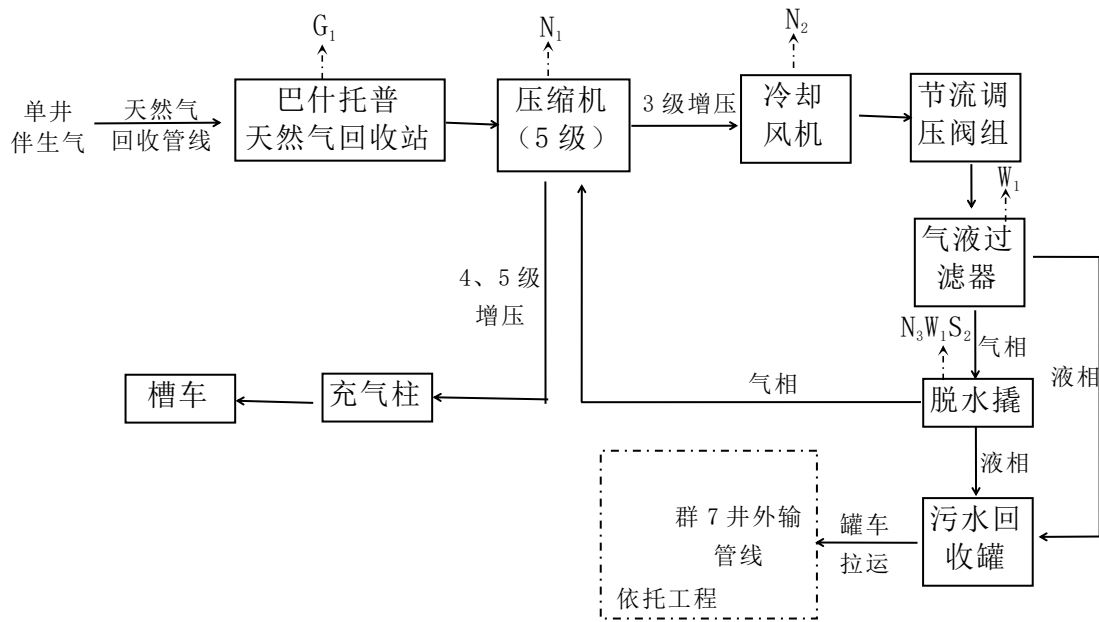 G₁
N₁
N₂
单井
伴生气
天然气
回收管线
巴什托普
天然气回收站
压缩机
（5级）
3级增压
冷却
风机
节流调
压阀组
W₁
气液过
滤器
4、5级
增压
N₃W₁S₂
气相
液相
槽车
充气柱
气相
脱水撬
液相
群7井外输
管线
依托工程
罐车
拉运
污水回
收罐